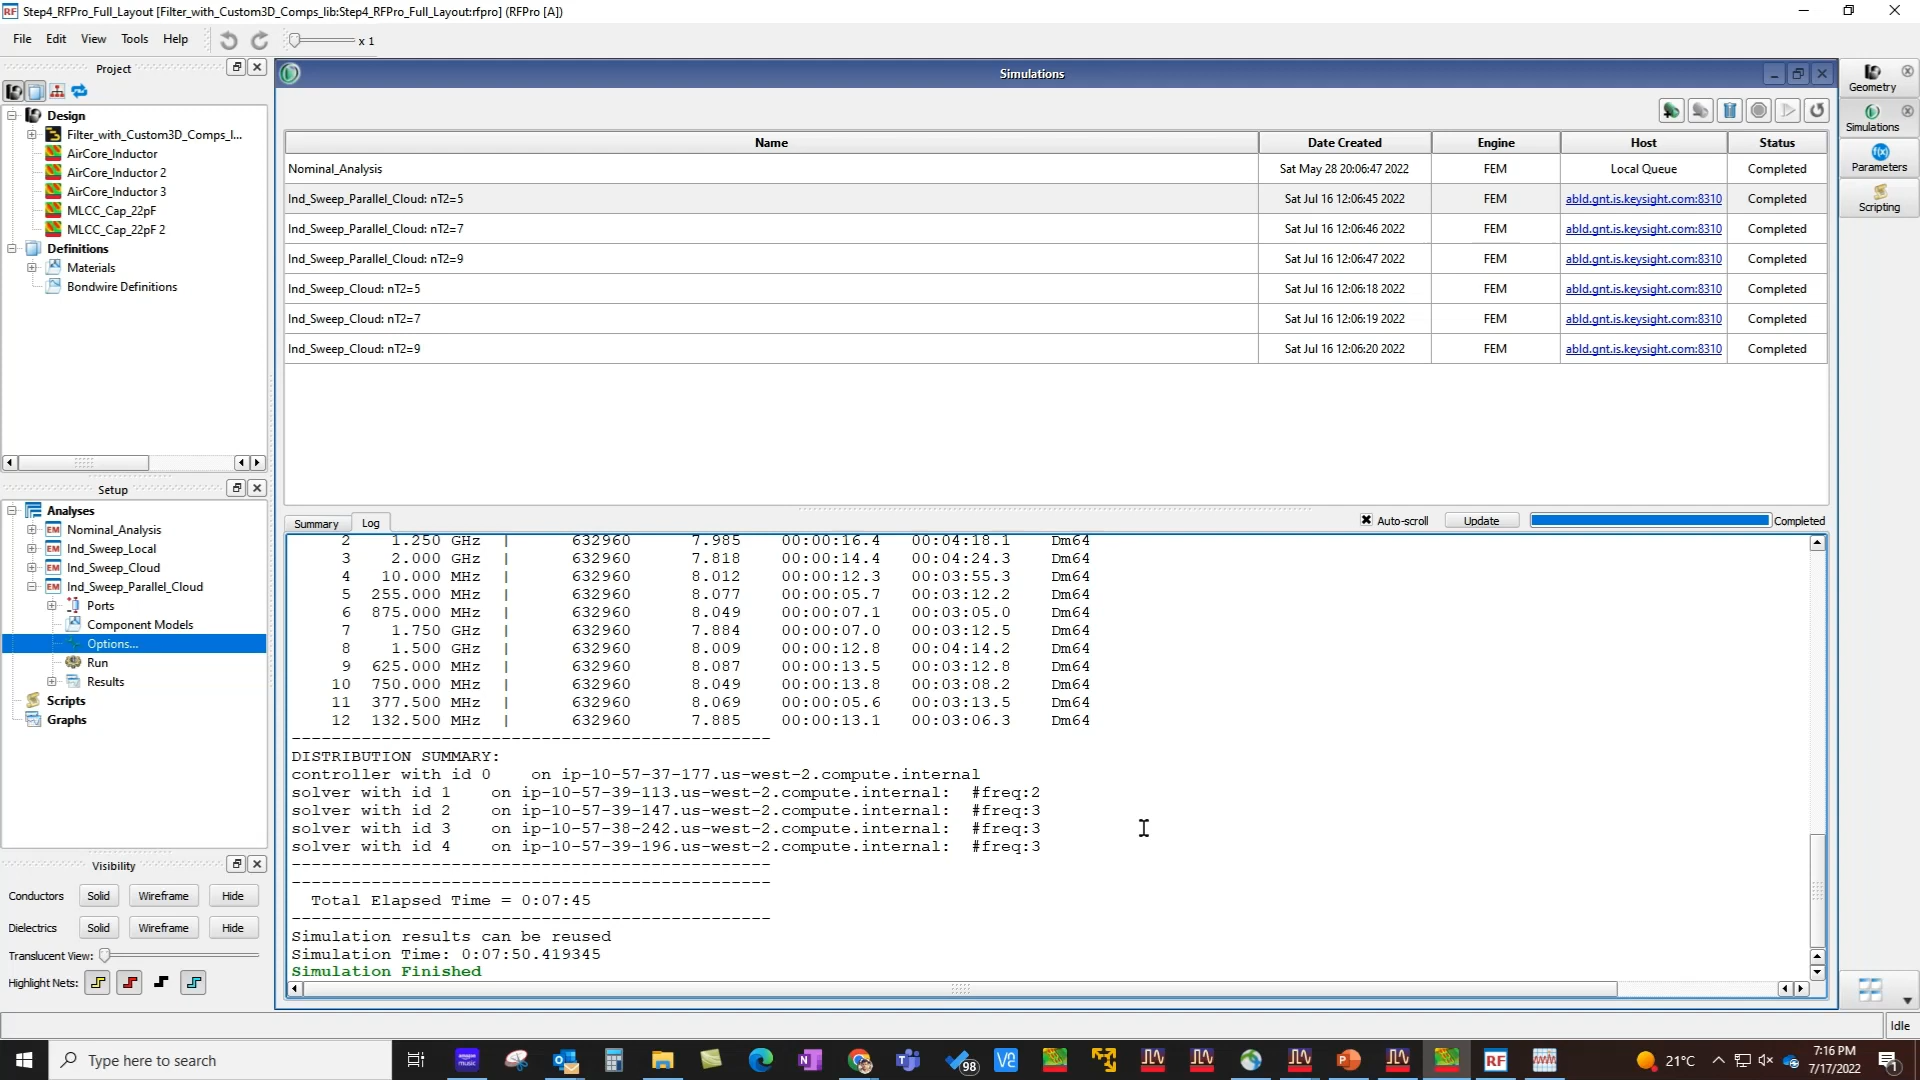 Step4_RFPro_Full_Layout [Filter_with_Custom3D_Comps_lib:Step4_RFPro_Full_Layout:rfpro] (RFPro [A])
File Edit View Tools Help x 1
Project
Design
Filter_with_Custom3D_Comps_l...
AirCore_Inductor
AirCore_Inductor 2
AirCore_Inductor 3
MLCC_Cap_22pF
MLCC_Cap_22pF 2
Definitions
Materials
Bondwire Definitions
Setup
Analyses
EM Nominal_Analysis
EM Ind_Sweep_Local
EM Ind_Sweep_Cloud
EM Ind_Sweep_Parallel_Cloud
Ports
Component Models
Options...
Run
Results
Scripts
Graphs
Visibility
Conductors Solid Wireframe Hide
Dielectrics Solid Wireframe Hide
Translucent View:
Highlight Nets:
Simulations
Name Date Created Engine Host Status
Nominal_Analysis Sat May 28 20:06:47 2022 FEM Local Queue Completed
Ind_Sweep_Parallel_Cloud: nT2=5 Sat Jul 16 12:06:45 2022 FEM abld.gnt.is.keysight.com:8310 Completed
Ind_Sweep_Parallel_Cloud: nT2=7 Sat Jul 16 12:06:46 2022 FEM abld.gnt.is.keysight.com:8310 Completed
Ind_Sweep_Parallel_Cloud: nT2=9 Sat Jul 16 12:06:47 2022 FEM abld.gnt.is.keysight.com:8310 Completed
Ind_Sweep_Cloud: nT2=5 Sat Jul 16 12:06:18 2022 FEM abld.gnt.is.keysight.com:8310 Completed
Ind_Sweep_Cloud: nT2=7 Sat Jul 16 12:06:19 2022 FEM abld.gnt.is.keysight.com:8310 Completed
Ind_Sweep_Cloud: nT2=9 Sat Jul 16 12:06:20 2022 FEM abld.gnt.is.keysight.com:8310 Completed
Summary Log Auto-scroll Update Completed
2 1.250 GHz | 632960 7.985 00:00:16.4 00:04:18.1 Dm64
3 2.000 GHz | 632960 7.818 00:00:14.4 00:04:24.3 Dm64
4 10.000 MHz | 632960 8.012 00:00:12.3 00:03:55.3 Dm64
5 255.000 MHz | 632960 8.077 00:00:05.7 00:03:12.2 Dm64
6 875.000 MHz | 632960 8.049 00:00:07.1 00:03:05.0 Dm64
7 1.750 GHz | 632960 7.884 00:00:07.0 00:03:12.5 Dm64
8 1.500 GHz | 632960 8.009 00:00:12.8 00:04:14.2 Dm64
9 625.000 MHz | 632960 8.087 00:00:13.5 00:03:12.8 Dm64
10 750.000 MHz | 632960 8.049 00:00:13.8 00:03:08.2 Dm64
11 377.500 MHz | 632960 8.069 00:00:05.6 00:03:13.5 Dm64
12 132.500 MHz | 632960 7.885 00:00:13.1 00:03:06.3 Dm64
------------------------------------------------
DISTRIBUTION SUMMARY:
controller with id 0 on ip-10-57-37-177.us-west-2.compute.internal
solver with id 1 on ip-10-57-39-113.us-west-2.compute.internal: #freq:2
solver with id 2 on ip-10-57-39-147.us-west-2.compute.internal: #freq:3
solver with id 3 on ip-10-57-38-242.us-west-2.compute.internal: #freq:3
solver with id 4 on ip-10-57-39-196.us-west-2.compute.internal: #freq:3
------------------------------------------------
------------------------------------------------
Total Elapsed Time = 0:07:45
------------------------------------------------
Simulation results can be reused
Simulation Time: 0:07:50.419345
Simulation Finished
Geometry
Simulations
f(x)
Parameters
Scripting
Idle
Type here to search
98
RF
21°C
7:16 PM
7/17/2022
1